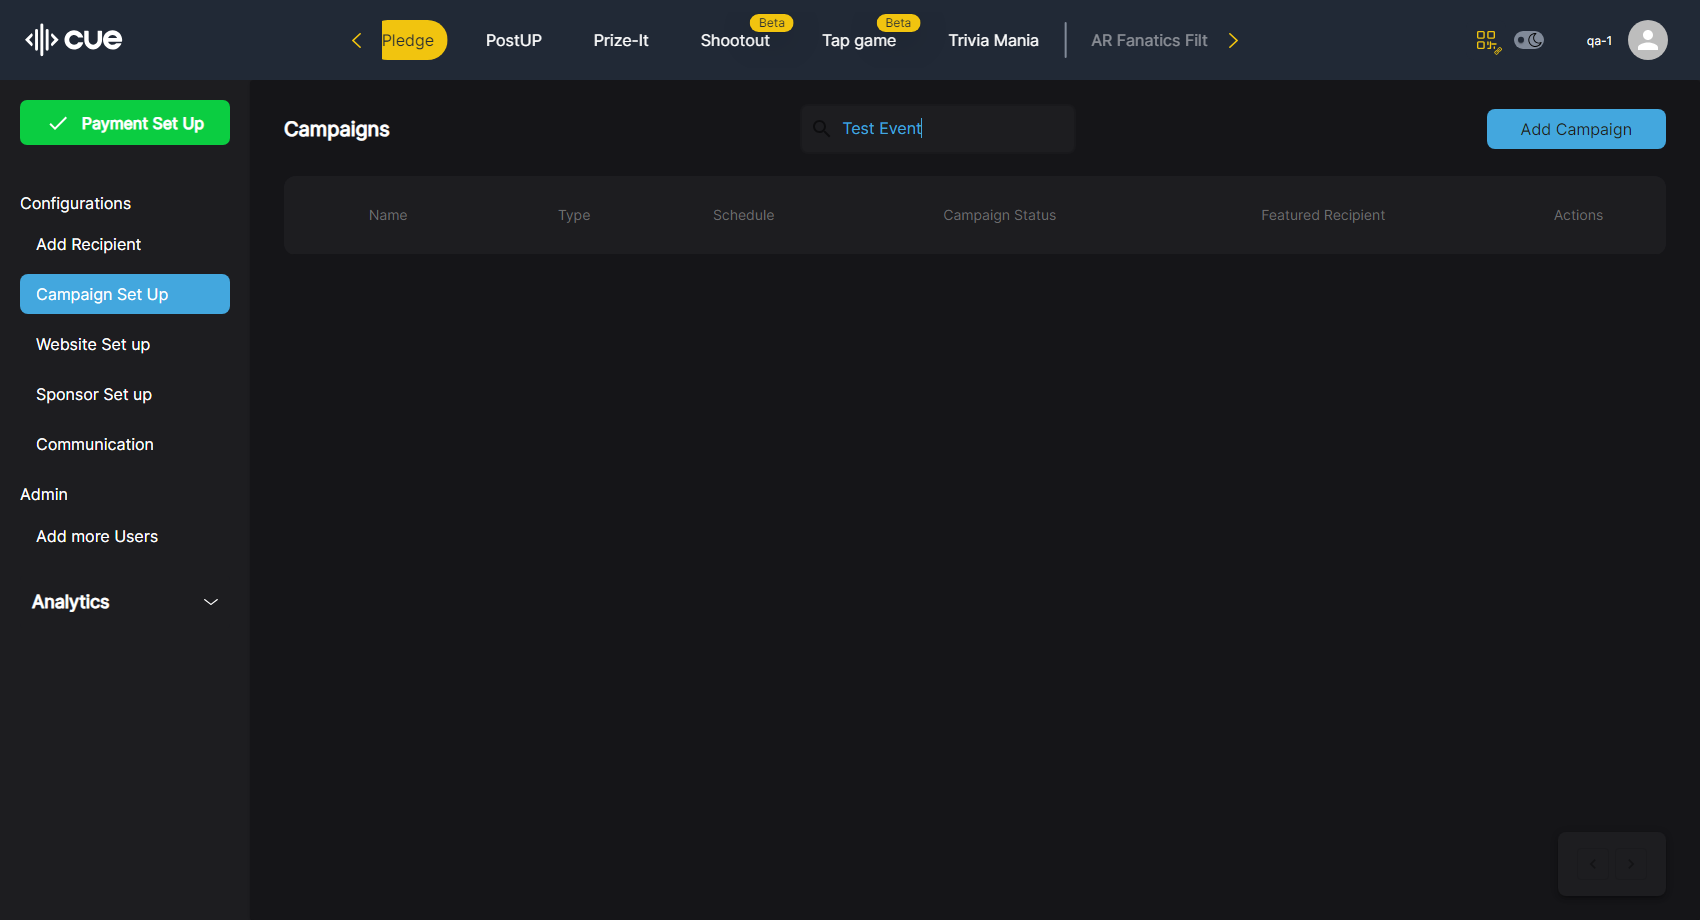 cue
Pledge
PostUP
Prize-It
Shootout
Beta
Tap game
Beta
Trivia Mania
AR Fanatics Filt
qa-1
Payment Set Up
Configurations
Add Recipient
Campaign Set Up
Website Set up
Sponsor Set up
Communication
Admin
Add more Users
Analytics
Campaigns
Test Event
Add Campaign
Name Type Schedule Campaign Status Featured Recipient Actions